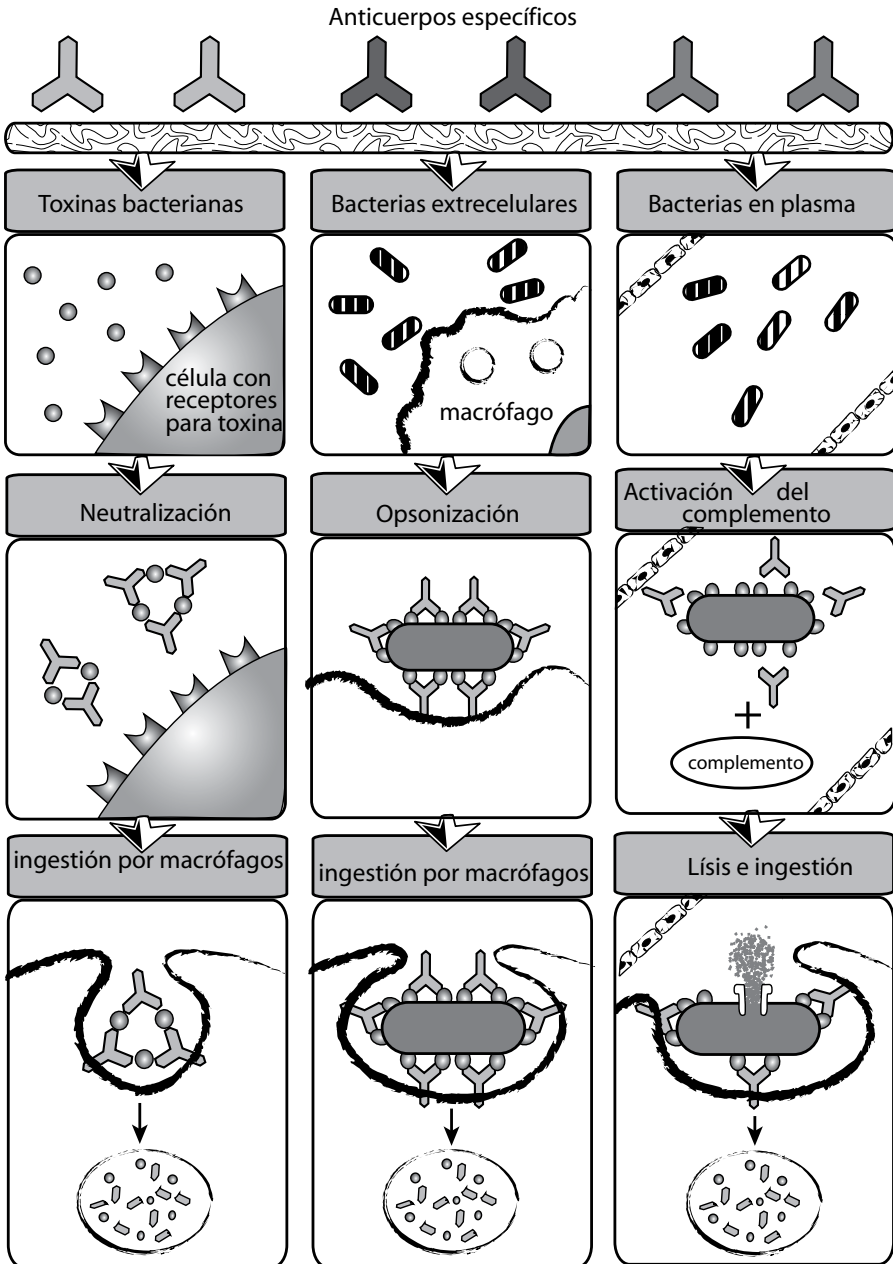 Anticuerpos específicos
Toxinas bacterianas
Bacterias extrecelulares
Bacterias en plasma
célula con
receptores
para toxina
macrófago
Neutralización
Opsonización
Activación del
complemento
complemento
ingestión por macrófagos
ingestión por macrófagos
Lísis e ingestión